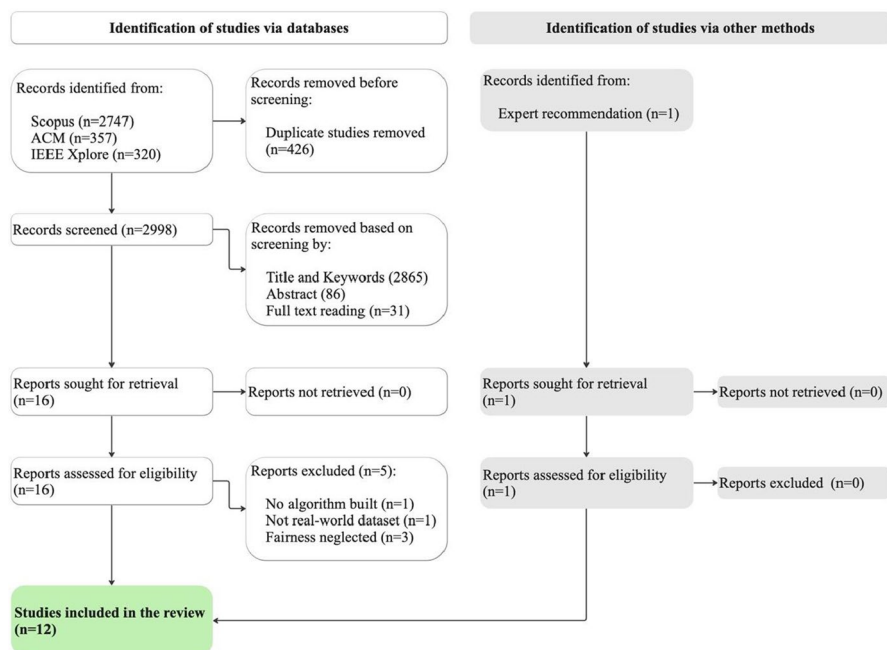 Identification of studies via databases
Identification of studies via other methods
Records identified from:
Scopus (n=2747)
ACM (n=357)
IEEE Xplore (n=320)
Records removed before
screening:
Duplicate studies removed
(n=426)
Records identified from:
Expert recommendation (n=1)
Records screened (n=2998)
Records removed based on
screening by:
Title and Keywords (2865)
Abstract (86)
Full text reading (n=31)
Reports sought for retrieval
(n=16)
Reports not retrieved (n=0)
Reports sought for retrieval
(n=1)
Reports not retrieved (n=0)
Reports assessed for eligibility
(n=16)
Reports excluded (n=5):
No algorithm built (n=1)
Not real-world dataset (n=1)
Fairness neglected (n=3)
Reports assessed for eligibility
(n=1)
Reports excluded (n=0)
Studies included in the review
(n=12)